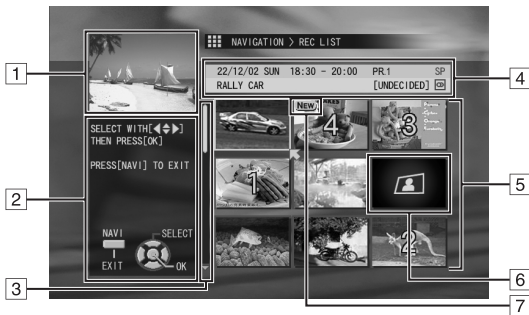 NAVIGATION > REC LIST
22/12/02 SUN 18:30 - 20:00 PR.1 SP
RALLY CAR [UNDECIDED]
SELECT WITH[◀◆▶]
THEN PRESS[OK]
PRESS[NAVI] TO EXIT
NAVI SELECT
EXIT OK
NEW
4 3
1
2
1
2
3
4
5
6
7